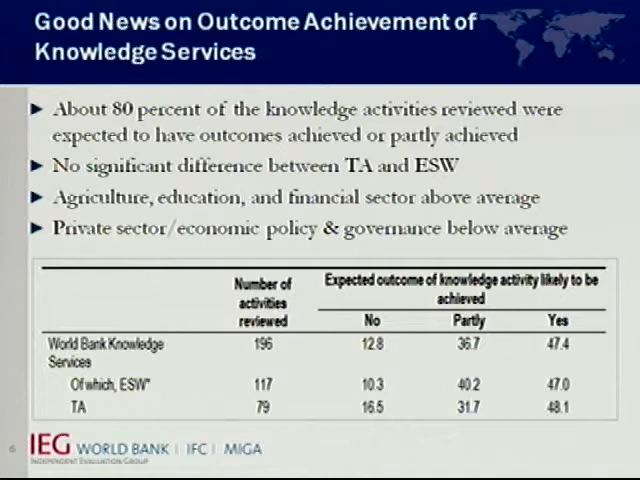 Good News on Outcome Achievement of
Knowledge Services
► About 80 percent of the knowledge activities reviewed were
expected to have outcomes achieved or partly achieved
► No significant difference between TA and ESW
► Agriculture, education, and financial sector above average
► Private sector/economic policy & governance below average
Number of activities reviewed
Expected outcome of knowledge activity likely to be achieved
No Partly Yes
World Bank Knowledge Services 196 12.8 36.7 47.4
Of which, ESW* 117 10.3 40.2 47.0
TA 79 16.5 31.7 48.1
6
IEG WORLD BANK | IFC | MIGA
INDEPENDENT EVALUATION GROUP